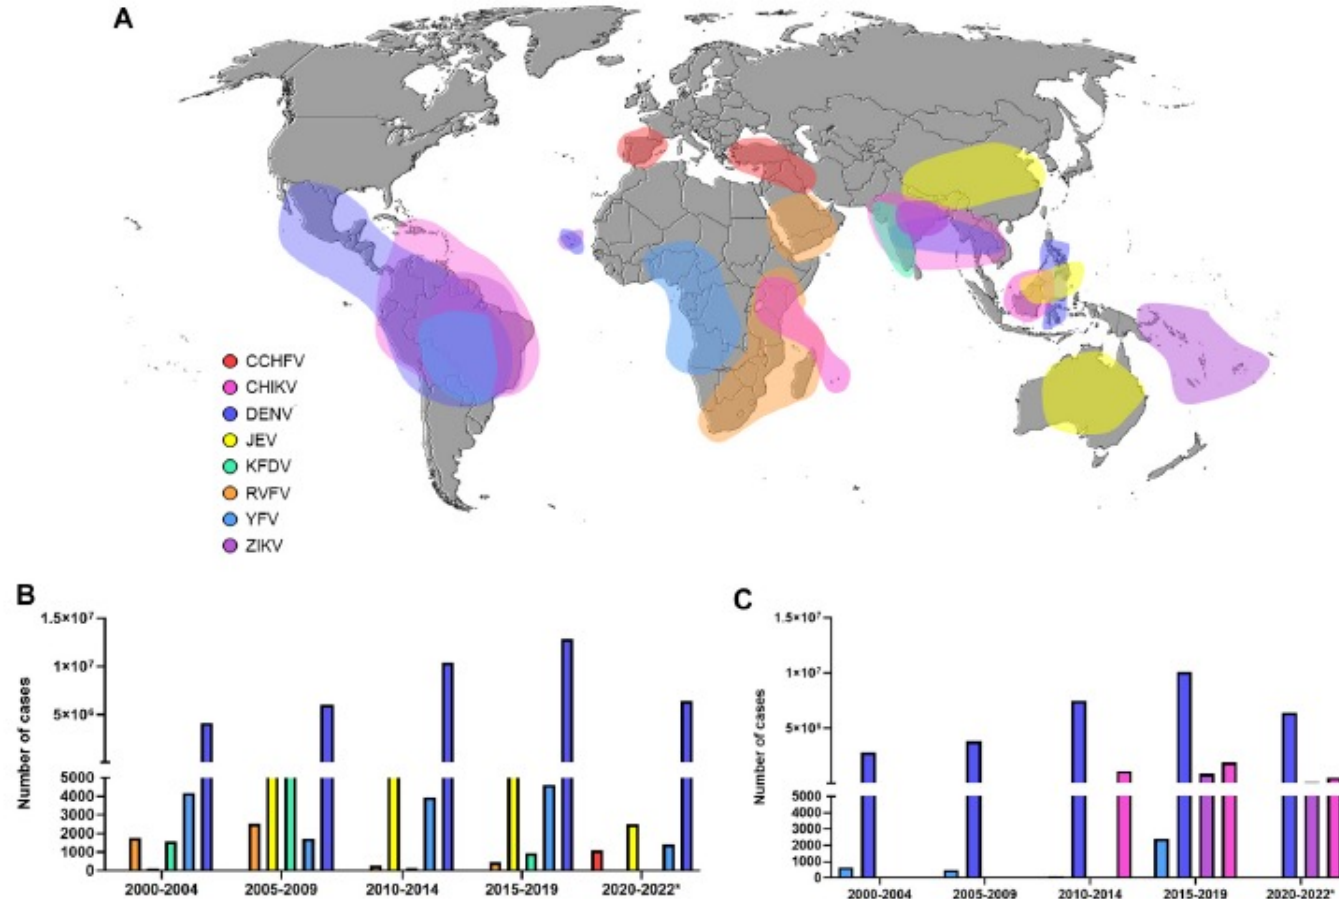 A
CCHFV
CHIKV
DENV
JEV
KFDV
RVFV
YFV
ZIKV
B
Number of cases
1.5×10⁷
1×10⁷
5×10⁶
5000
4000
3000
2000
1000
0
2000-2004
2005-2009
2010-2014
2015-2019
2020-2022*
C
Number of cases
1.5×10⁷
1×10⁷
5×10⁶
5000
4000
3000
2000
1000
0
2000-2004
2005-2009
2010-2014
2015-2019
2020-2022*